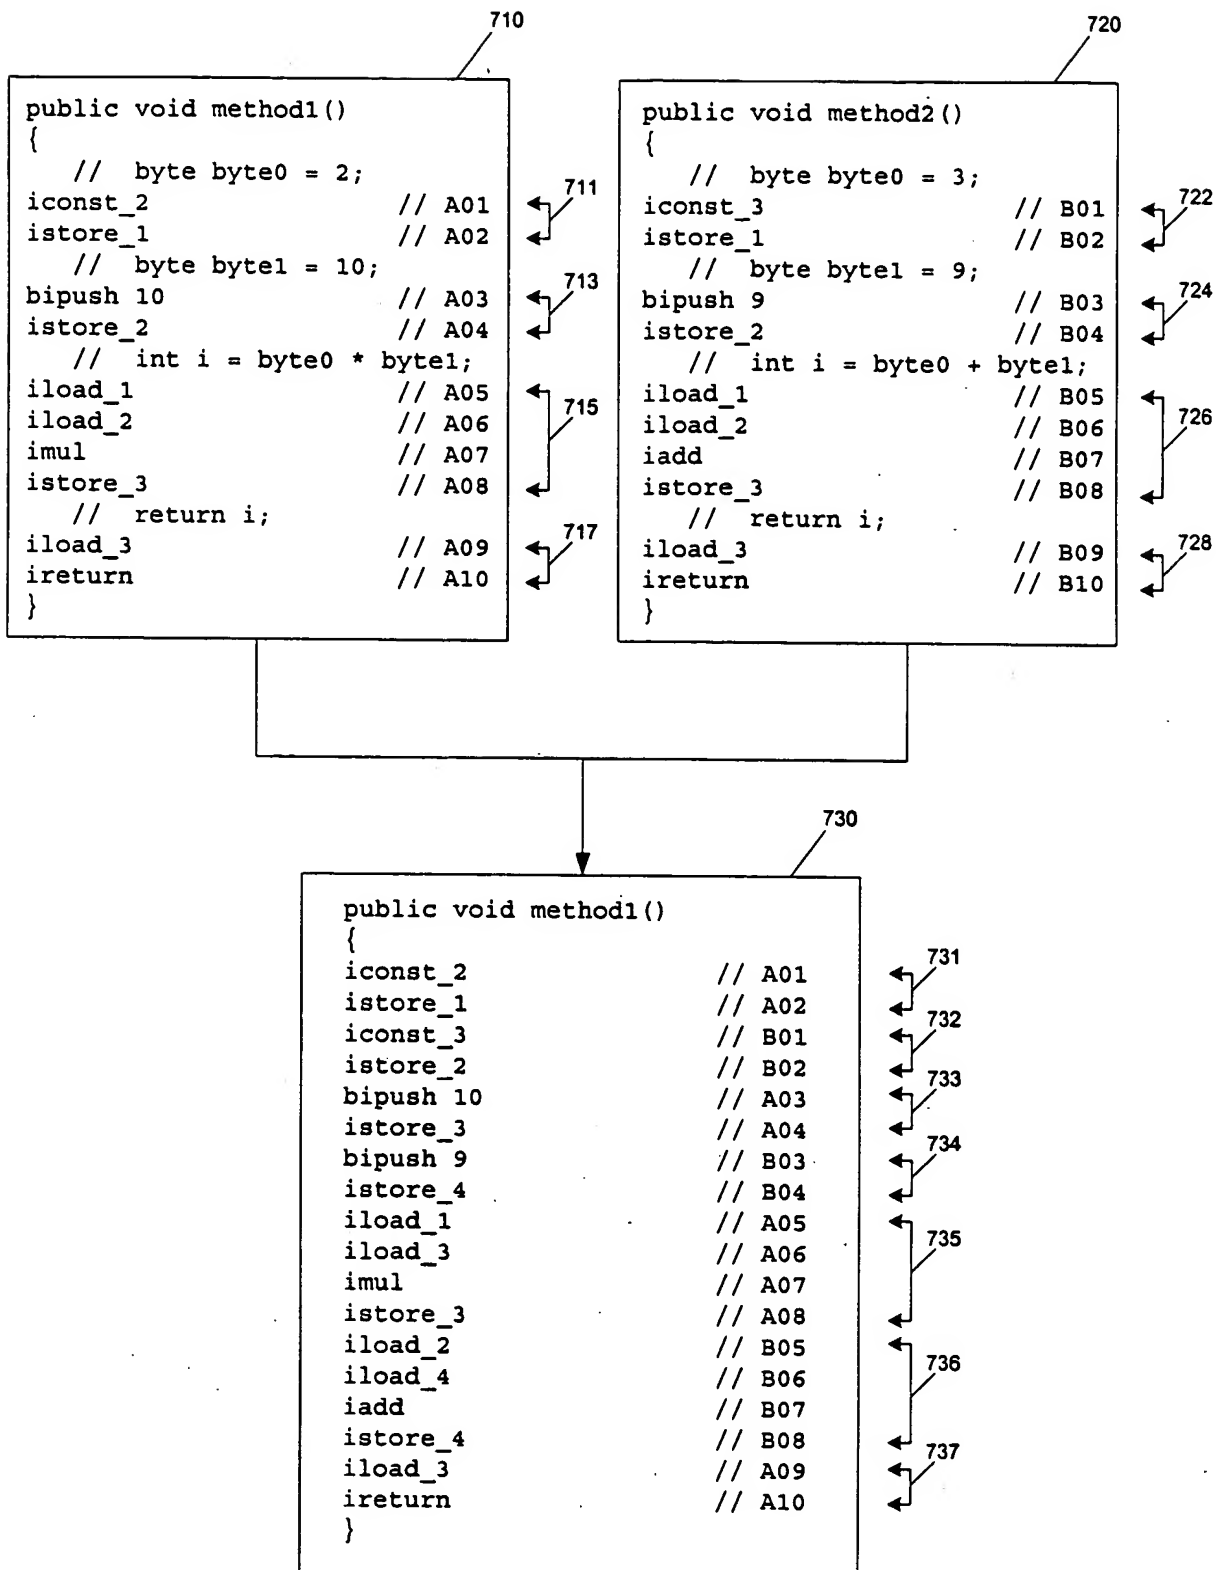 710
public void method1()
{
// byte byte0 = 2;
iconst_2 // A01
istore_1 // A02
711
// byte byte1 = 10;
bipush 10 // A03
istore_2 // A04
713
// int i = byte0 * byte1;
iload_1 // A05
iload_2 // A06
imul // A07
istore_3 // A08
715
// return i;
iload_3 // A09
ireturn // A10
717
}
720
public void method2()
{
// byte byte0 = 3;
iconst_3 // B01
istore_1 // B02
722
// byte byte1 = 9;
bipush 9 // B03
istore_2 // B04
724
// int i = byte0 + byte1;
iload_1 // B05
iload_2 // B06
iadd // B07
istore_3 // B08
726
// return i;
iload_3 // B09
ireturn // B10
728
}
730
public void method1()
{
iconst_2 // A01
istore_1 // A02
731
iconst_3 // B01
istore_2 // B02
732
bipush 10 // A03
istore_3 // A04
733
bipush 9 // B03
istore_4 // B04
734
iload_1 // A05
iload_3 // A06
imul // A07
istore_3 // A08
735
iload_2 // B05
iload_4 // B06
iadd // B07
istore_4 // B08
736
iload_3 // A09
ireturn // A10
737
}